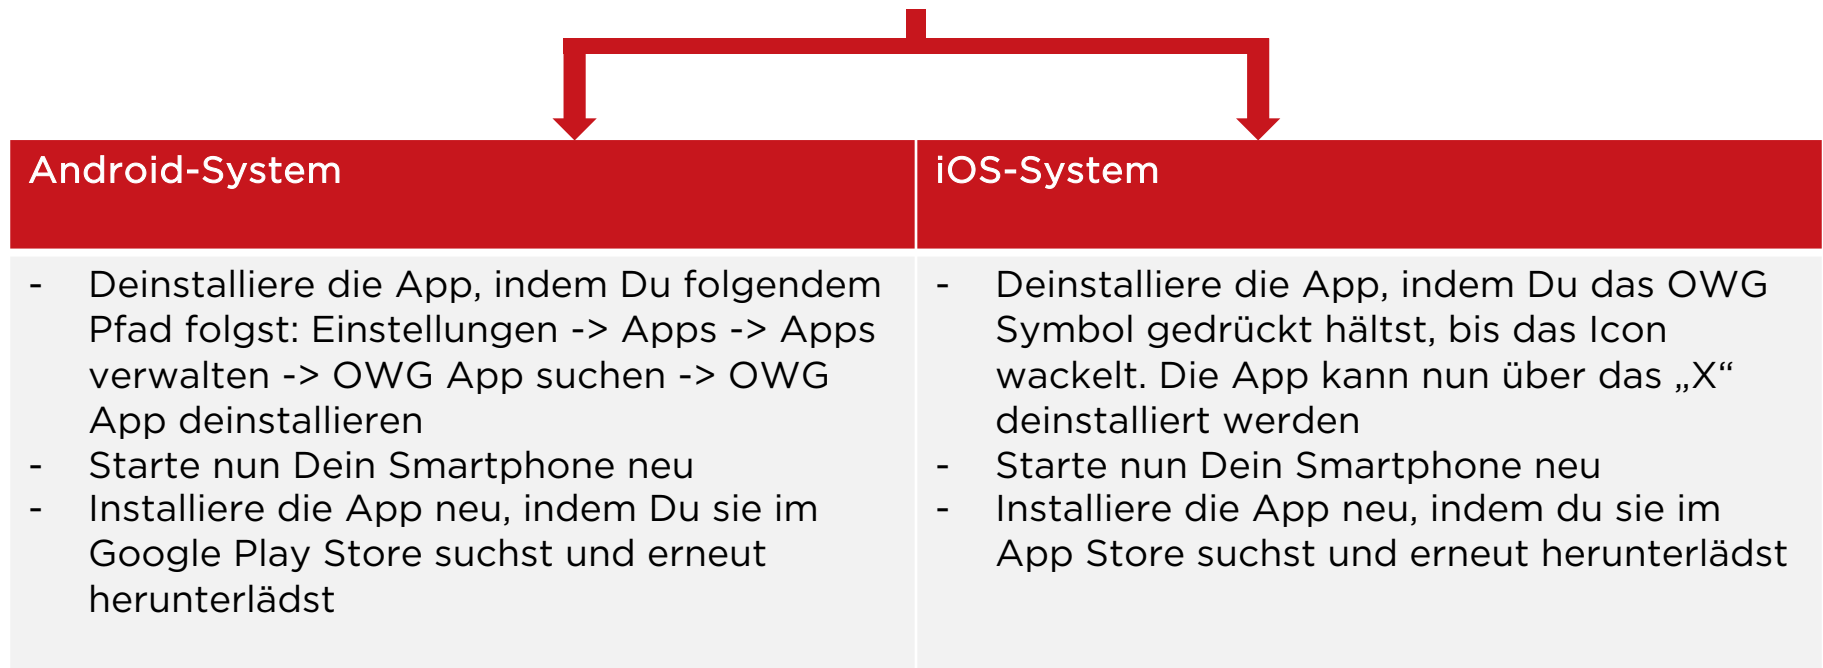 Android-System
- Deinstalliere die App, indem Du folgendem
Pfad folgst: Einstellungen -> Apps -> Apps
verwalten -> OWG App suchen -> OWG
App deinstallieren
- Starte nun Dein Smartphone neu
- Installiere die App neu, indem Du sie im
Google Play Store suchst und erneut
herunterlädst
iOS-System
- Deinstalliere die App, indem Du das OWG
Symbol gedrückt hältst, bis das Icon
wackelt. Die App kann nun über das „X“
deinstalliert werden
- Starte nun Dein Smartphone neu
- Installiere die App neu, indem du sie im
App Store suchst und erneut herunterlädst